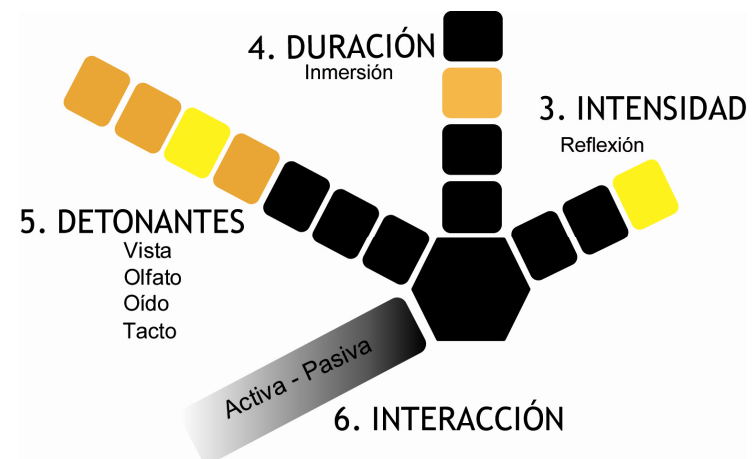 4. DURACIÓN
Inmersión
3. INTENSIDAD
Reflexión
5. DETONANTES
Vista
Olfato
Oído
Tacto
Activa - Pasiva
6. INTERACCIÓN